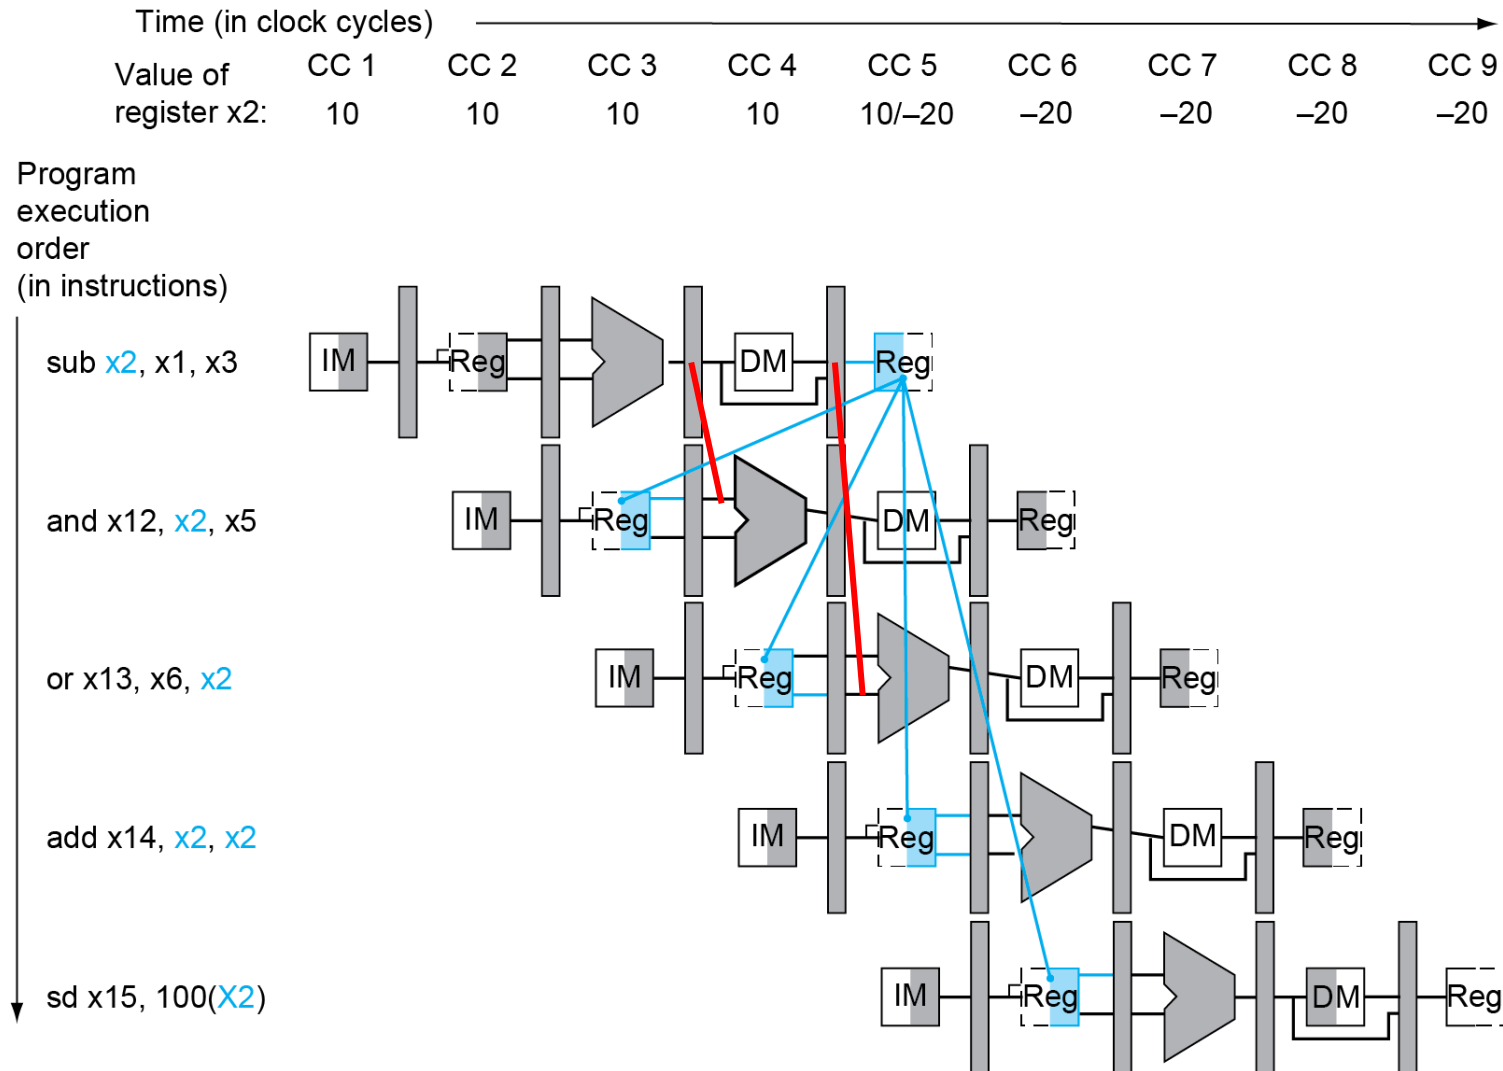 Time (in clock cycles)
Value of CC 1 CC 2 CC 3 CC 4 CC 5 CC 6 CC 7 CC 8 CC 9
register x2: 10 10 10 10 10/–20 –20 –20 –20 –20
Program
execution
order
(in instructions)
sub x2, x1, x3 IM Reg DM Reg
and x12, x2, x5 IM Reg DM Reg
or x13, x6, x2 IM Reg DM Reg
add x14, x2, x2 IM Reg DM Reg
sd x15, 100(X2) IM Reg DM Reg